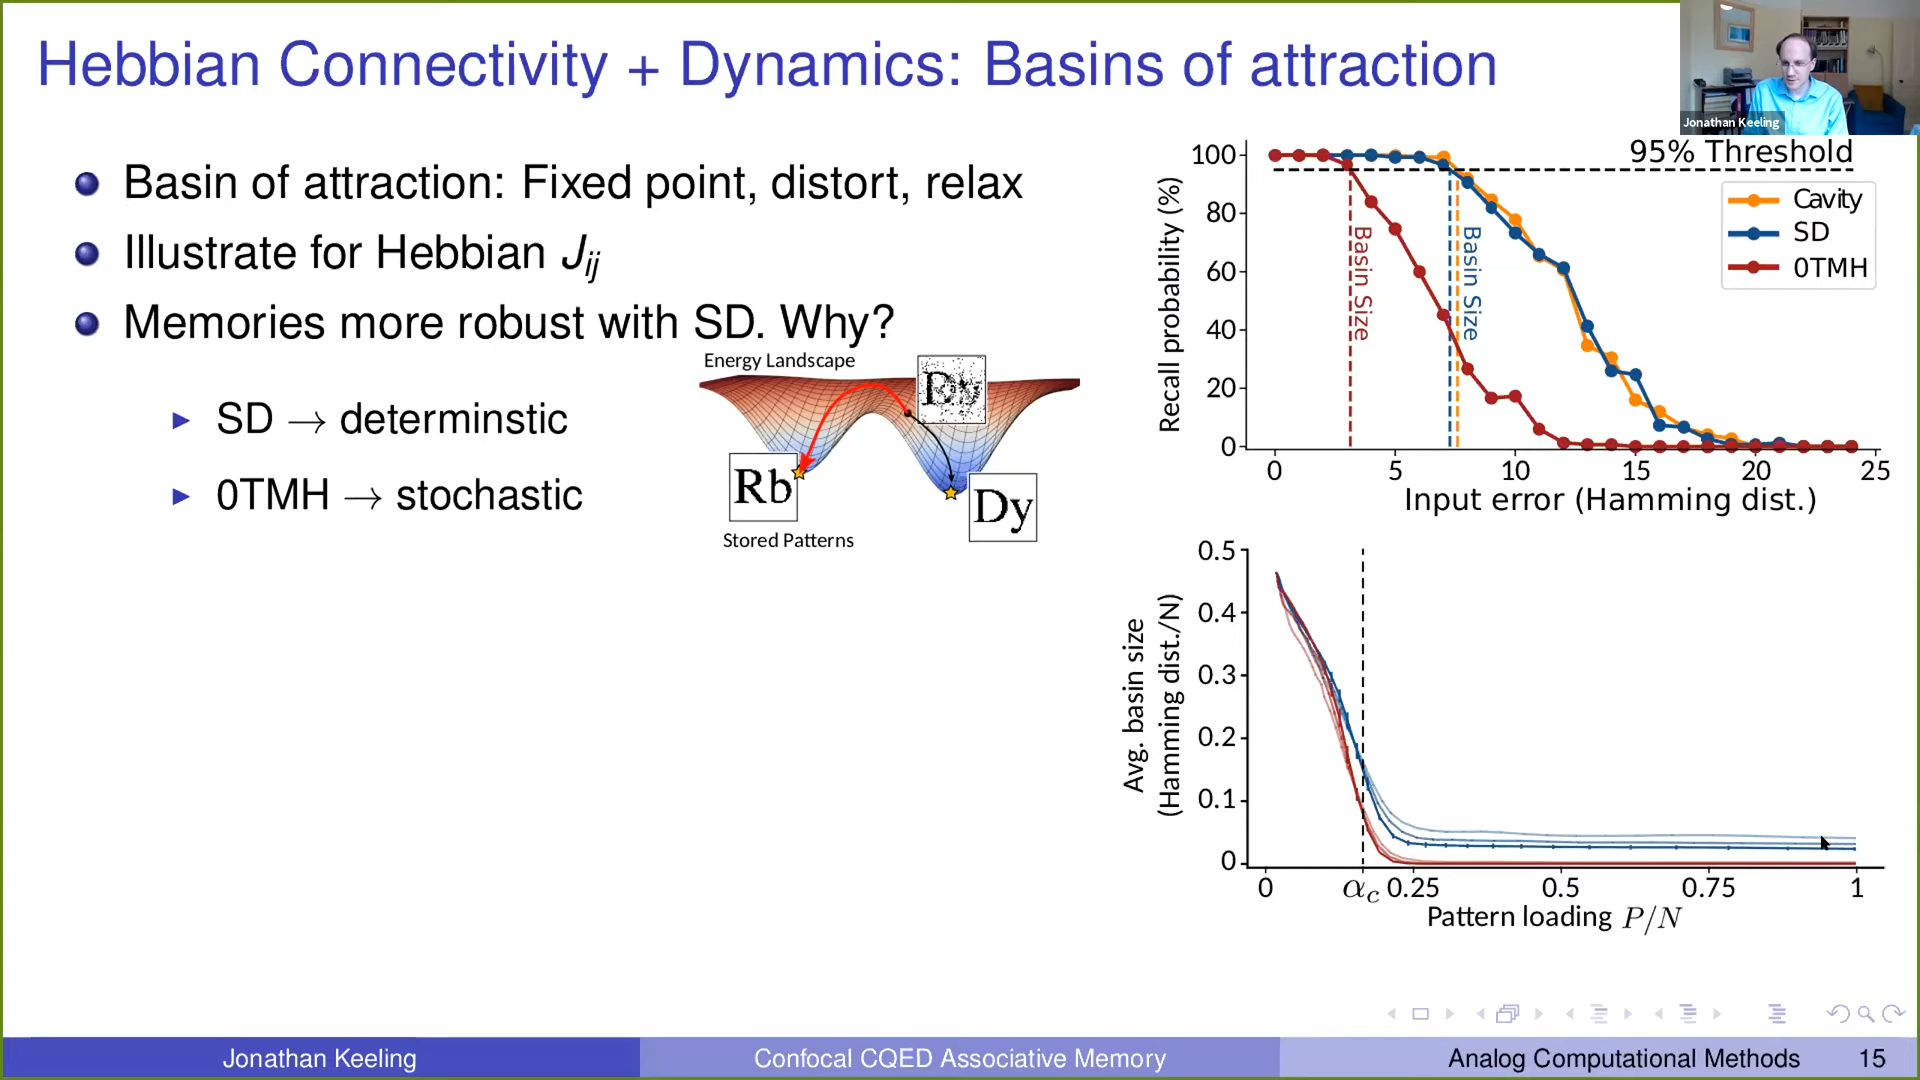 Hebbian Connectivity + Dynamics: Basins of attraction
Jonathan Keeling
Basin of attraction: Fixed point, distort, relax
Illustrate for Hebbian Jij
Memories more robust with SD. Why?
SD → determinstic
0TMH → stochastic
Energy Landscape
Dy
Rb
Dy
Stored Patterns
95% Threshold
Recall probability (%)
100
80
60
40
20
0
Cavity
SD
0TMH
Basin Size
Basin Size
0 5 10 15 20 25
Input error (Hamming dist.)
Avg. basin size
(Hamming dist./N)
0.5
0.4
0.3
0.2
0.1
0
0 αc 0.25 0.5 0.75 1
Pattern loading P/N
Jonathan Keeling Confocal CQED Associative Memory Analog Computational Methods 15